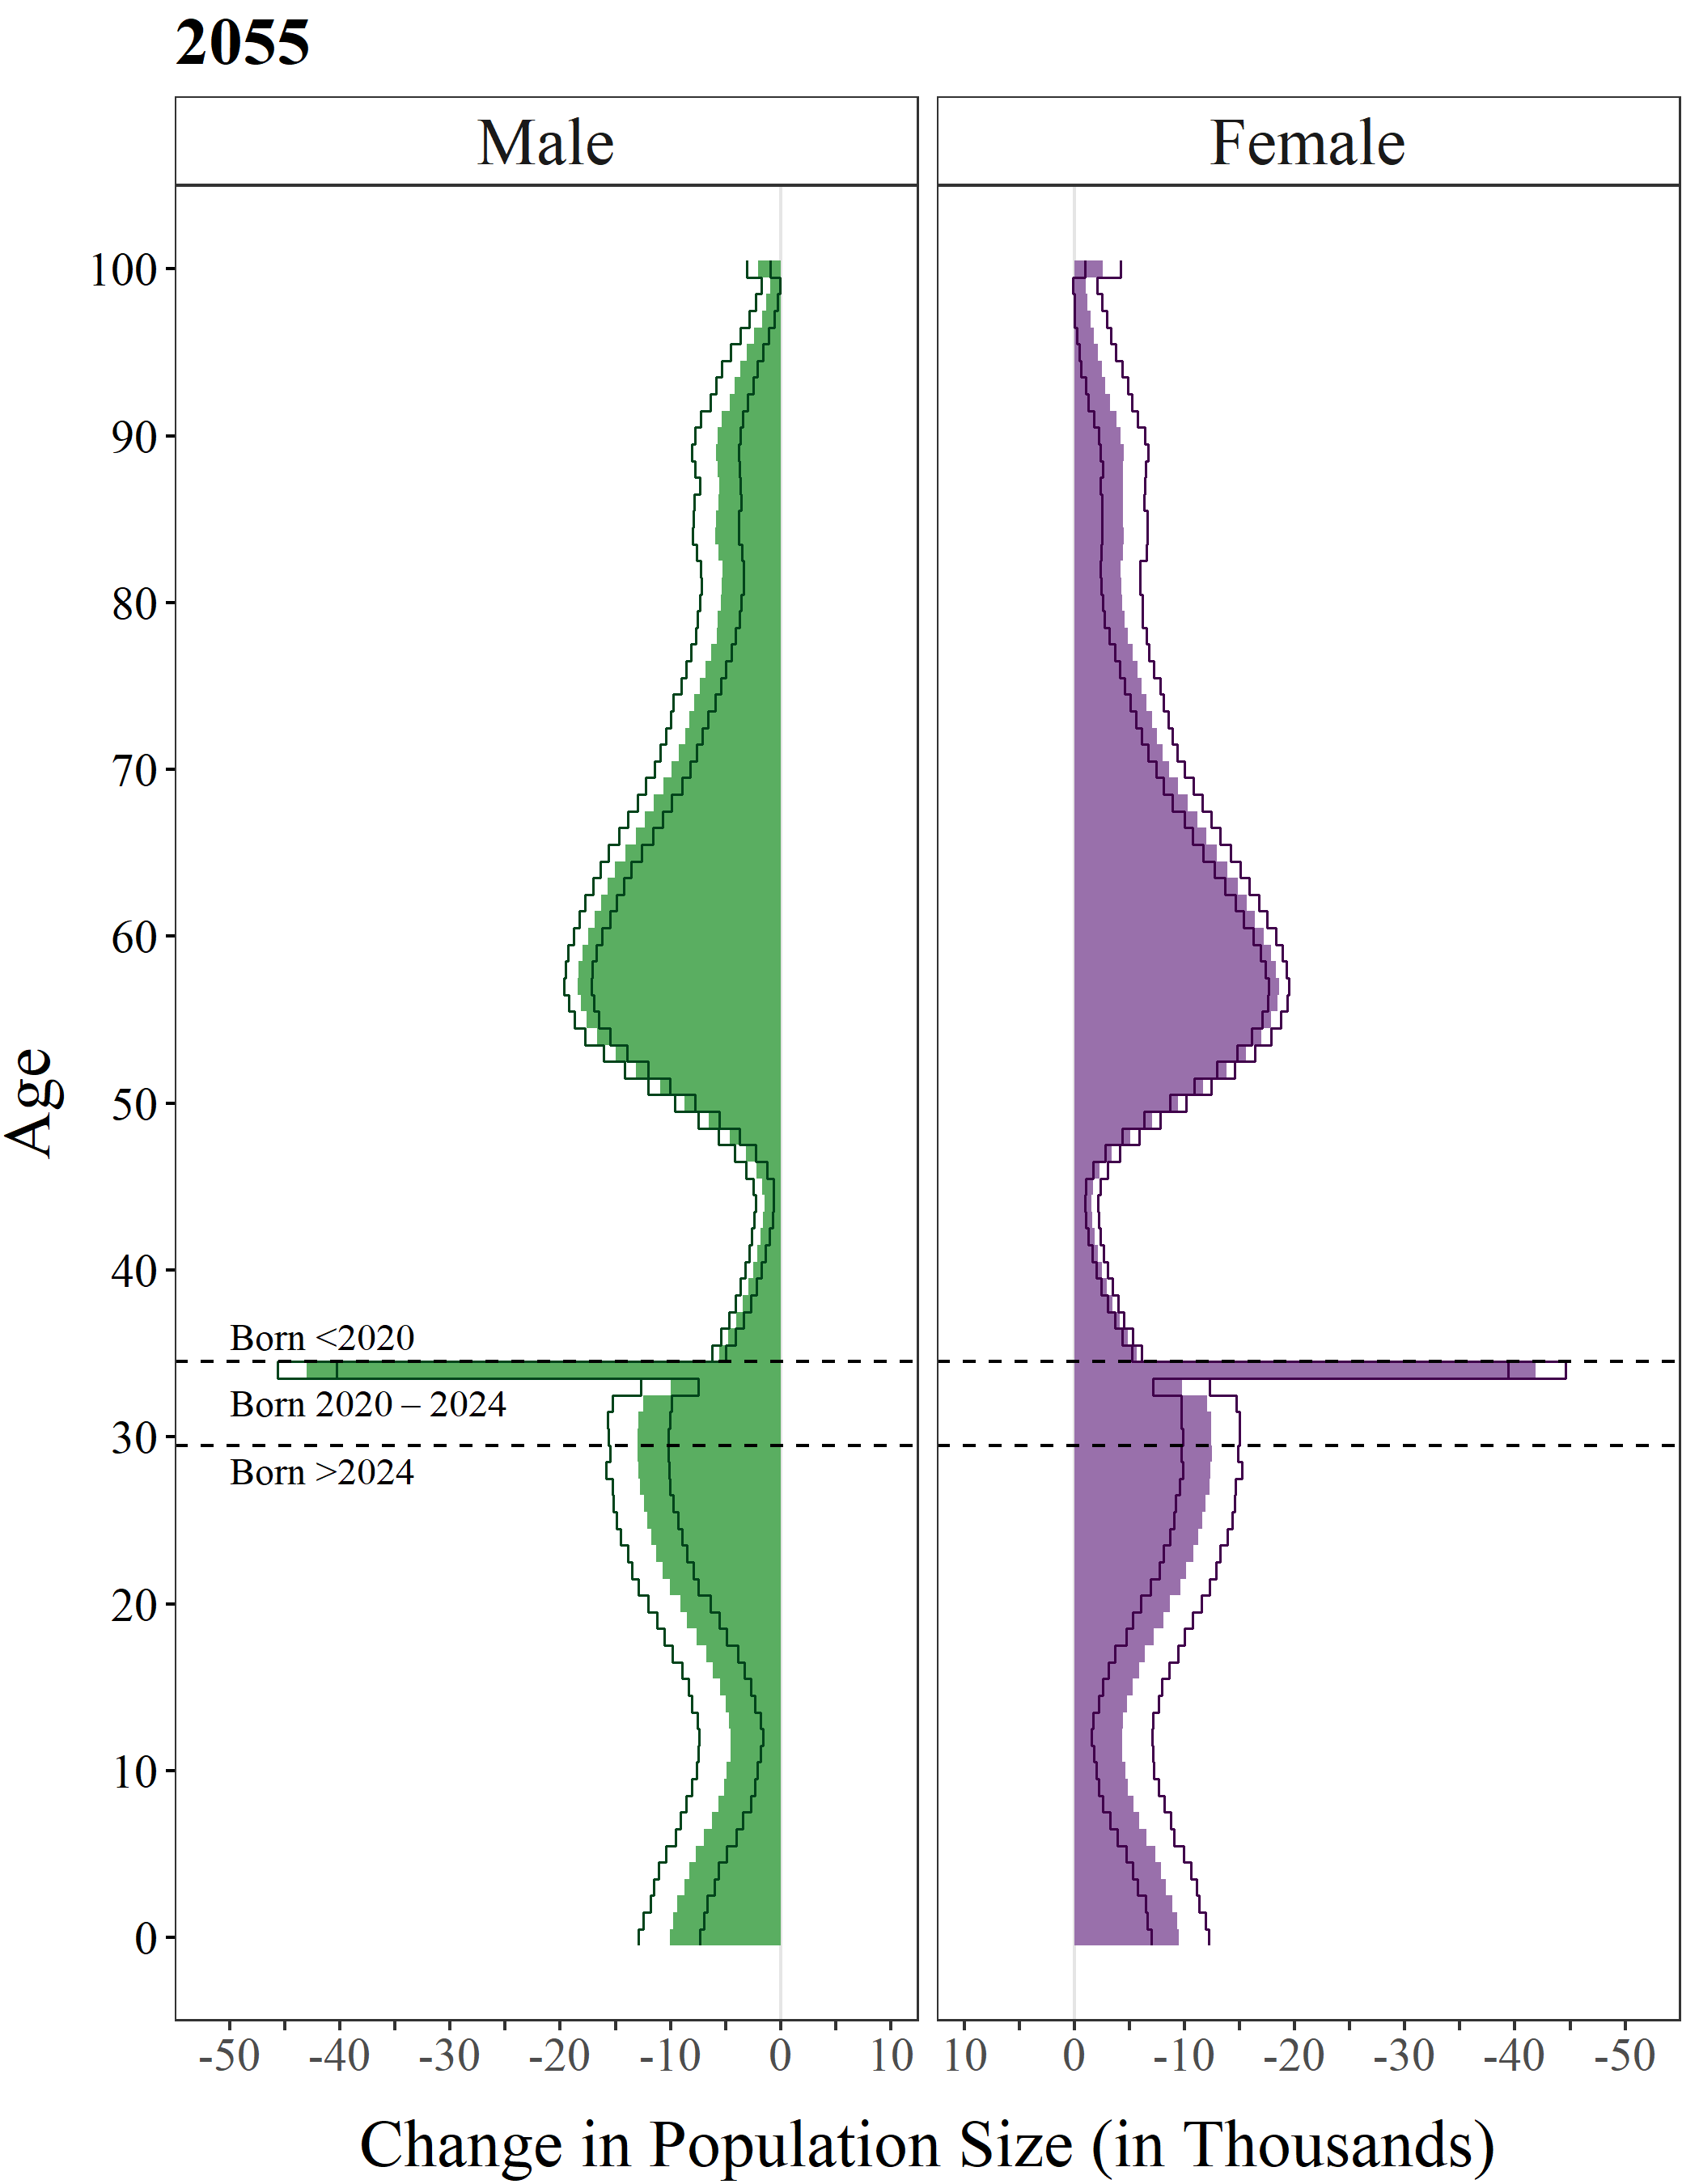 2055
Male Female
100
90
80
70
60
50
40
Born <2020
Born 2020 – 2024
30
Born >2024
20
10
0
Age
-50 -40 -30 -20 -10 0 10 10 0 -10 -20 -30 -40 -50
Change in Population Size (in Thousands)